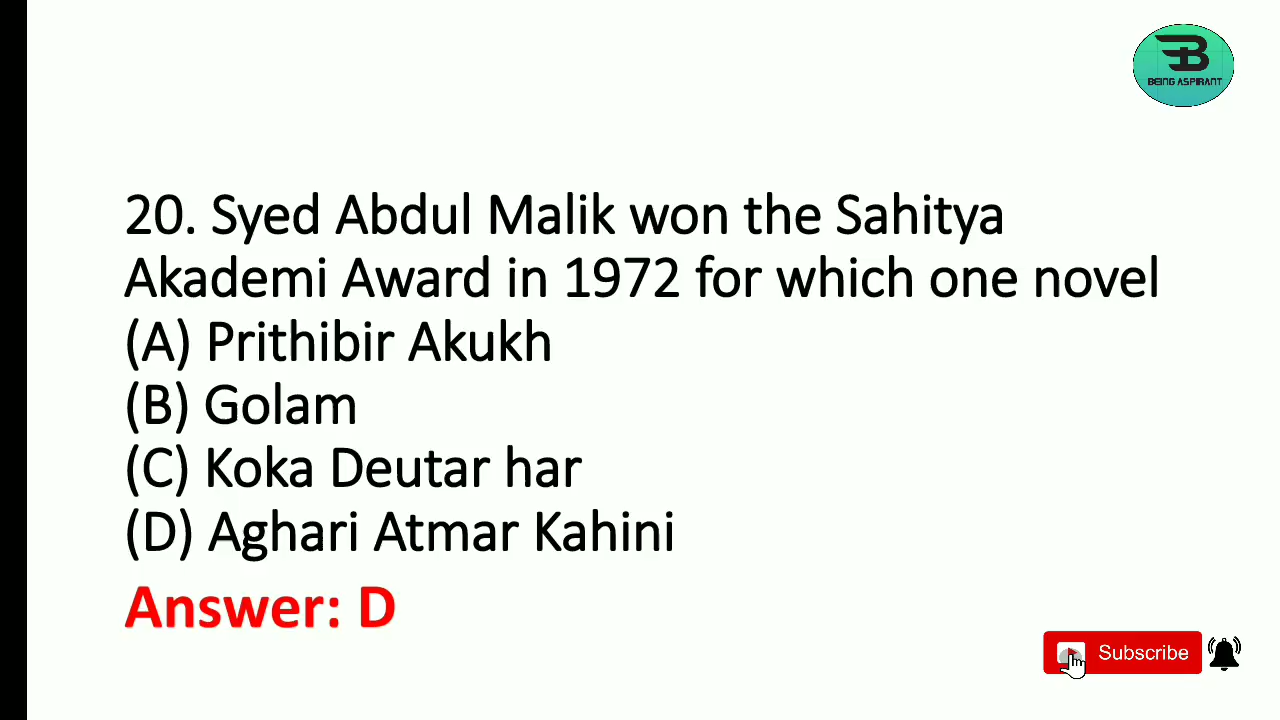 BEING ASPIRANT
20. Syed Abdul Malik won the Sahitya
Akademi Award in 1972 for which one novel
(A) Prithibir Akukh
(B) Golam
(C) Koka Deutar har
(D) Aghari Atmar Kahini
Answer: D
Subscribe